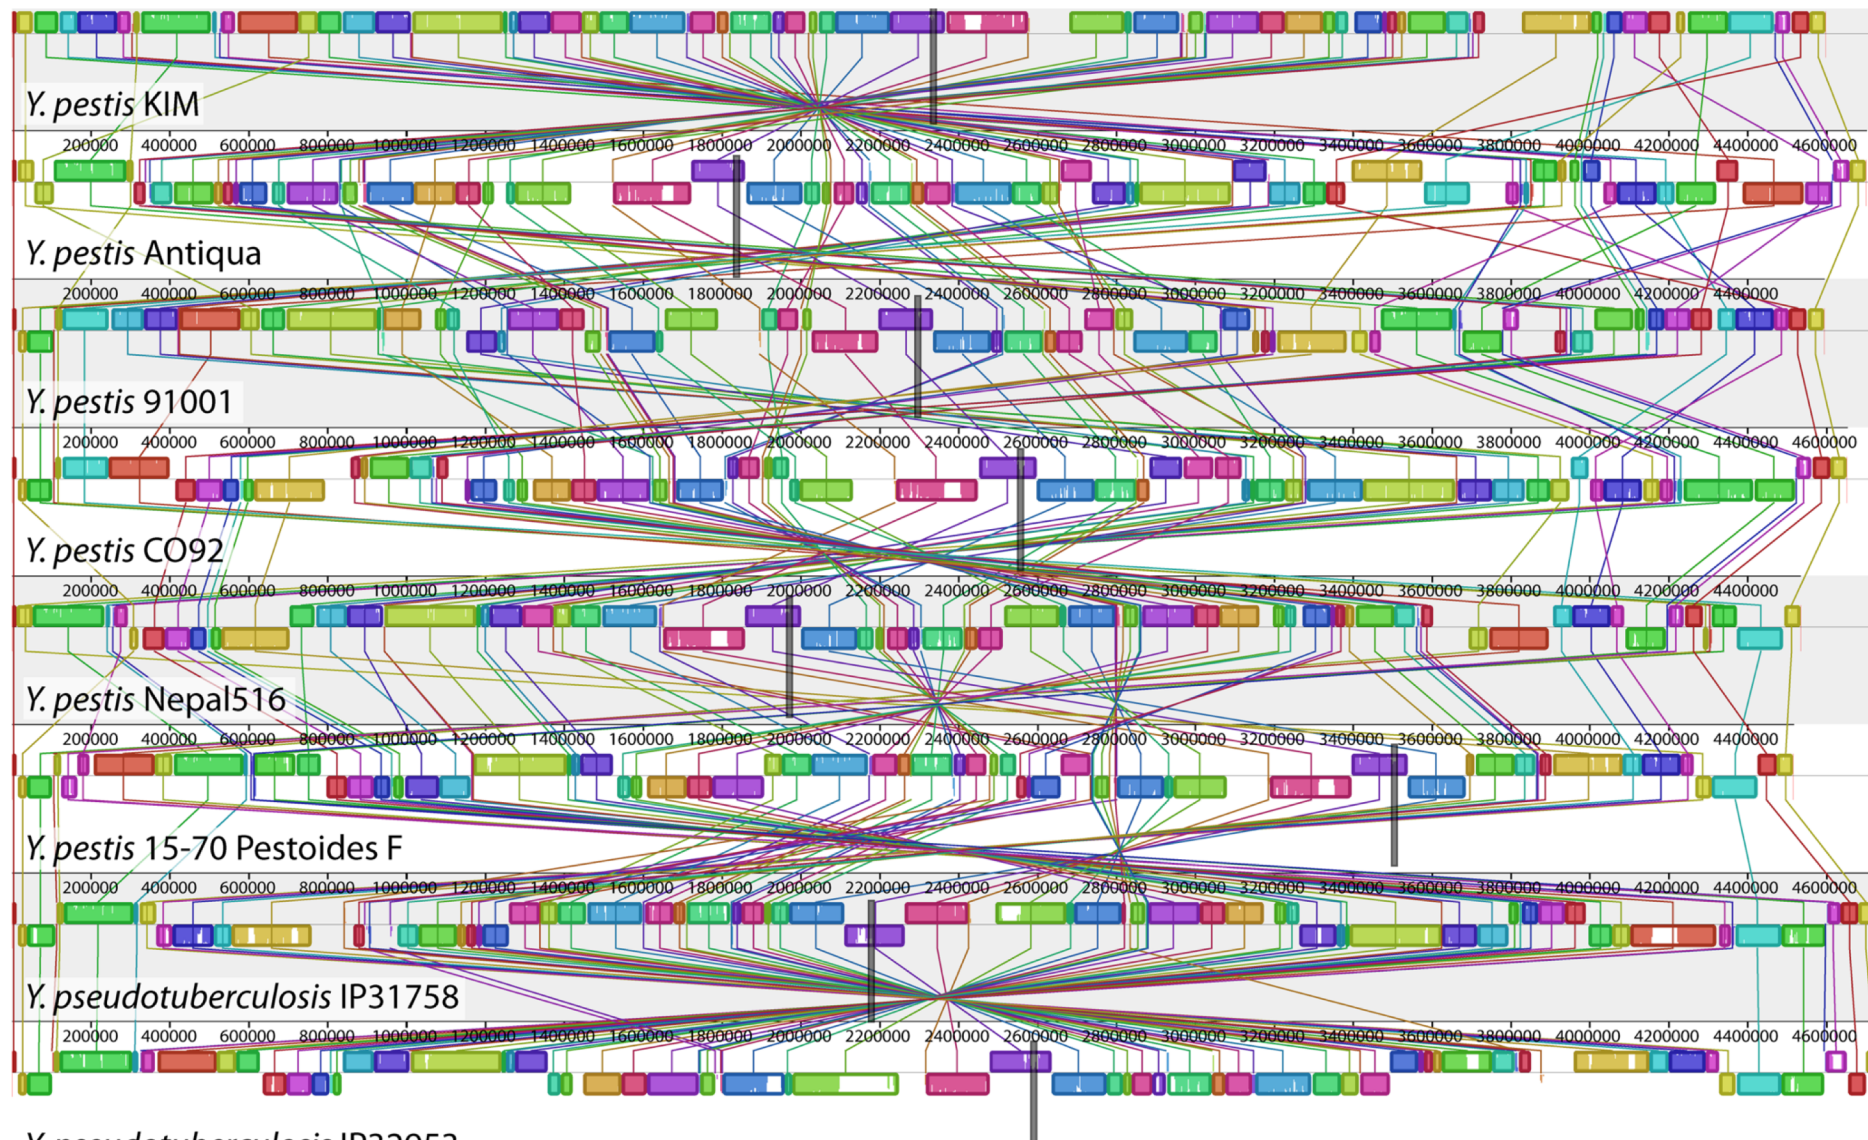 Y. pestis KIM
200000 400000 600000 800000 1000000 1200000 1400000 1600000 1800000 2000000 2200000 2400000 2600000 2800000 3000000 3200000 3400000 3600000 3800000 4000000 4200000 4400000 4600000
Y. pestis Antiqua
200000 400000 600000 800000 1000000 1200000 1400000 1600000 1800000 2000000 2200000 2400000 2600000 2800000 3000000 3200000 3400000 3600000 3800000 4000000 4200000 4400000
Y. pestis 91001
200000 400000 600000 800000 1000000 1200000 1400000 1600000 1800000 2000000 2200000 2400000 2600000 2800000 3000000 3200000 3400000 3600000 3800000 4000000 4200000 4400000 4600000
Y. pestis CO92
200000 400000 600000 800000 1000000 1200000 1400000 1600000 1800000 2000000 2200000 2400000 2600000 2800000 3000000 3200000 3400000 3600000 3800000 4000000 4200000 4400000
Y. pestis Nepal516
200000 400000 600000 800000 1000000 1200000 1400000 1600000 1800000 2000000 2200000 2400000 2600000 2800000 3000000 3200000 3400000 3600000 3800000 4000000 4200000 4400000
Y. pestis 15-70 Pestoides F
200000 400000 600000 800000 1000000 1200000 1400000 1600000 1800000 2000000 2200000 2400000 2600000 2800000 3000000 3200000 3400000 3600000 3800000 4000000 4200000 4400000 4600000
Y. pseudotuberculosis IP31758
200000 400000 600000 800000 1000000 1200000 1400000 1600000 1800000 2000000 2200000 2400000 2600000 2800000 3000000 3200000 3400000 3600000 3800000 4000000 4200000 4400000 4600000
Y. pseudotuberculosis